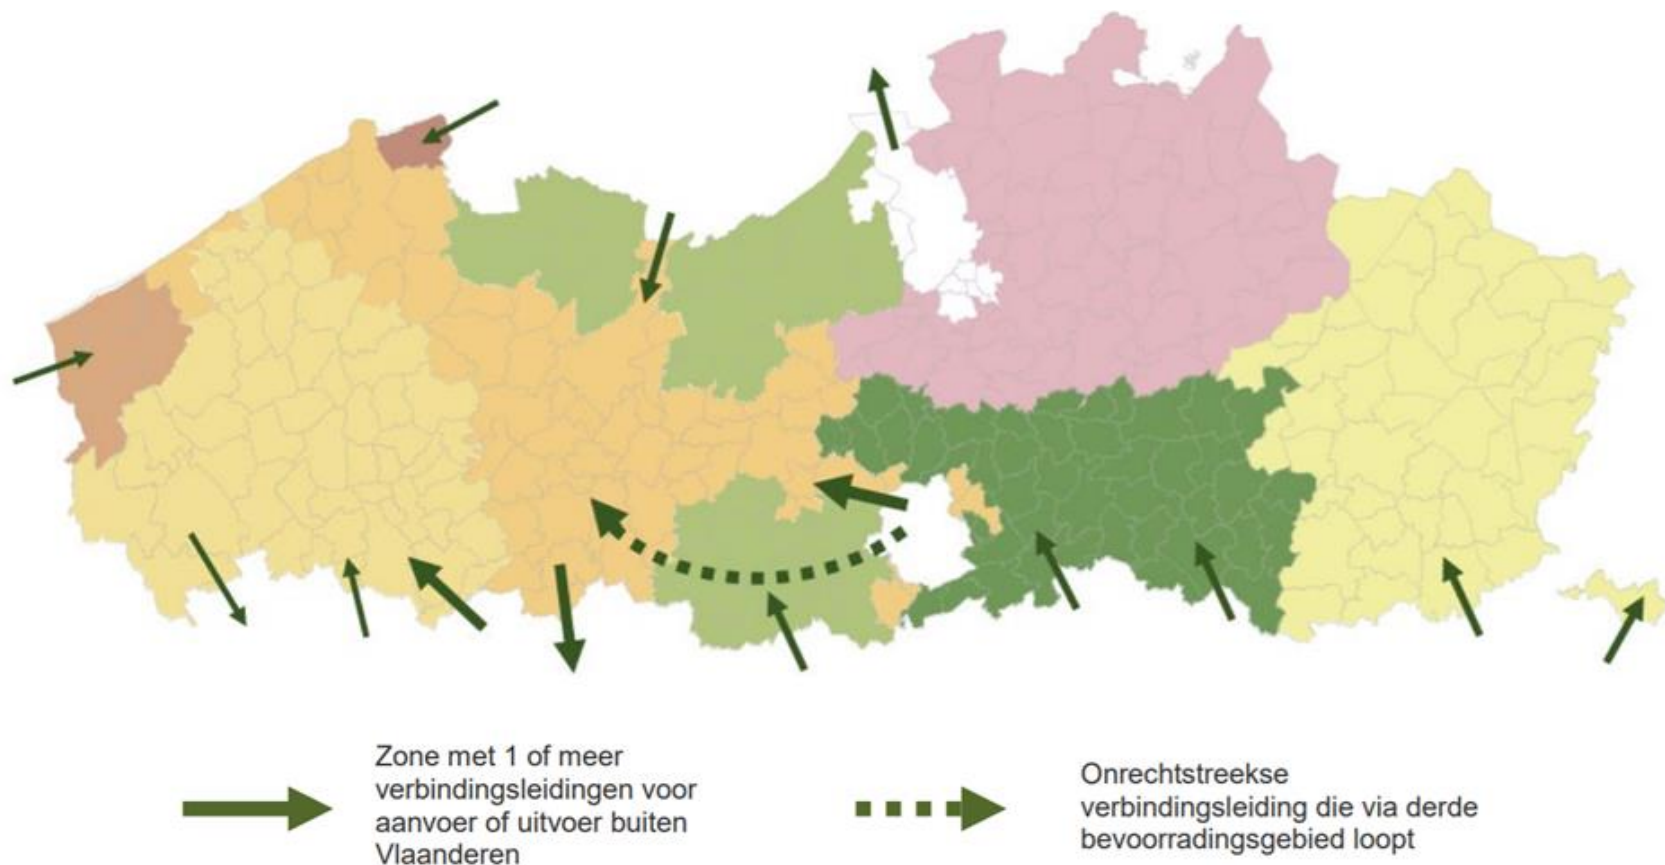 Zone met 1 of meer
verbindingsleidingen voor
aanvoer of uitvoer buiten
Vlaanderen
Onrechtstreekse
verbindingsleiding die via derde
bevoorradingsgebied loopt